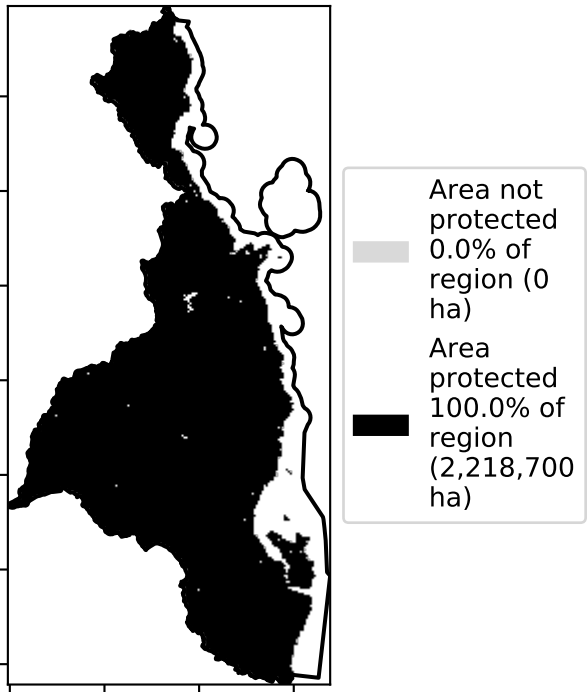 Area not
protected
0.0% of
region (0
ha)
Area
protected
100.0% of
region
(2,218,700
ha)